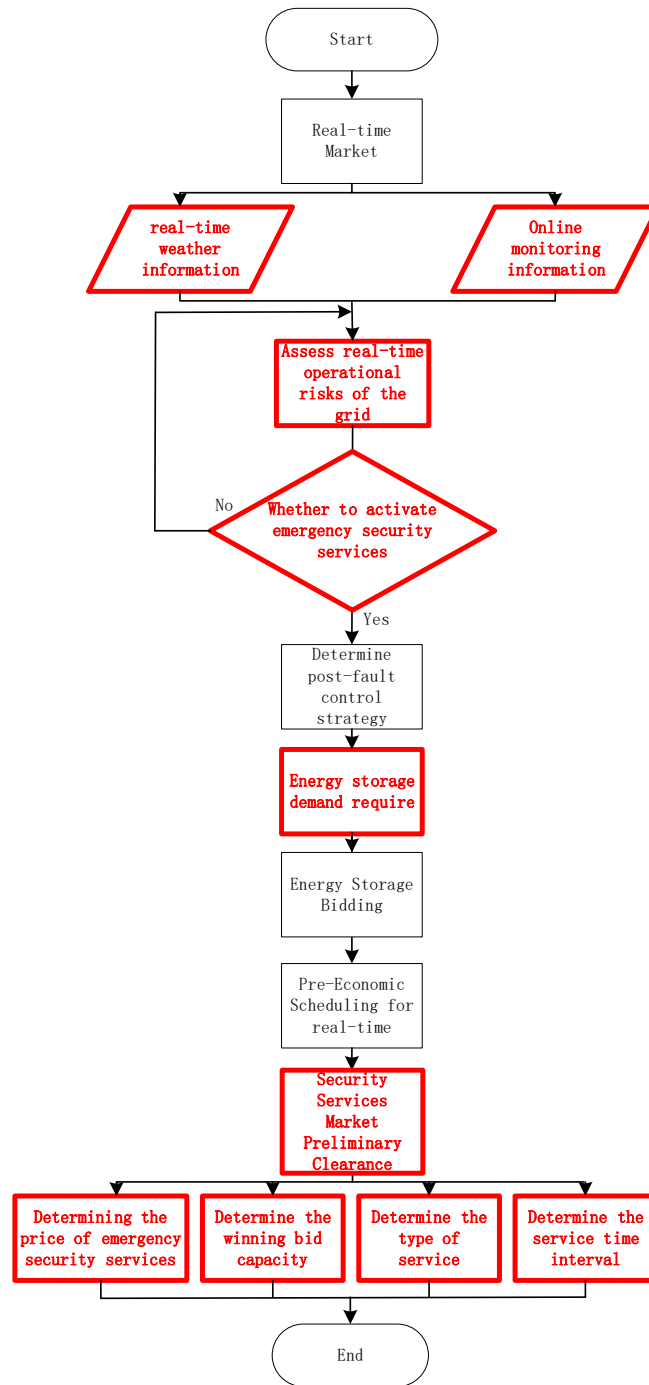 Start
Real-time
Market
real-time
weather
information
Online
monitoring
information
Assess real-time
operational
risks of the
grid
No
Whether to activate
emergency security
services
Yes
Determine
post-fault
control
strategy
Energy storage
demand require
Energy Storage
Bidding
Pre-Economic
Scheduling for
real-time
Security
Services
Market
Preliminary
Clearance
Determining the
price of emergency
security services
Determine the
winning bid
capacity
Determine the
type of
service
Determine the
service time
interval
End